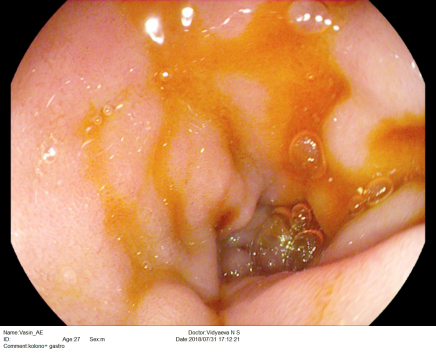 Name:Vasin_AE Doctor:Vidyaeva N S
ID: Age:27 Sex:m Date:2018/07/31 17:12:21
Comment:kolono+ gastro